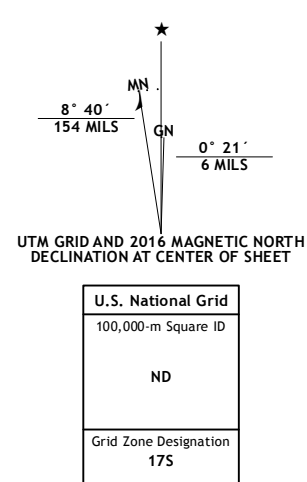 ★
MN
8° 40´
154 MILS
GN
0° 21´
6 MILS
UTM GRID AND 2016 MAGNETIC NORTH
DECLINATION AT CENTER OF SHEET
U.S. National Grid
100,000-m Square ID
ND
Grid Zone Designation
17S